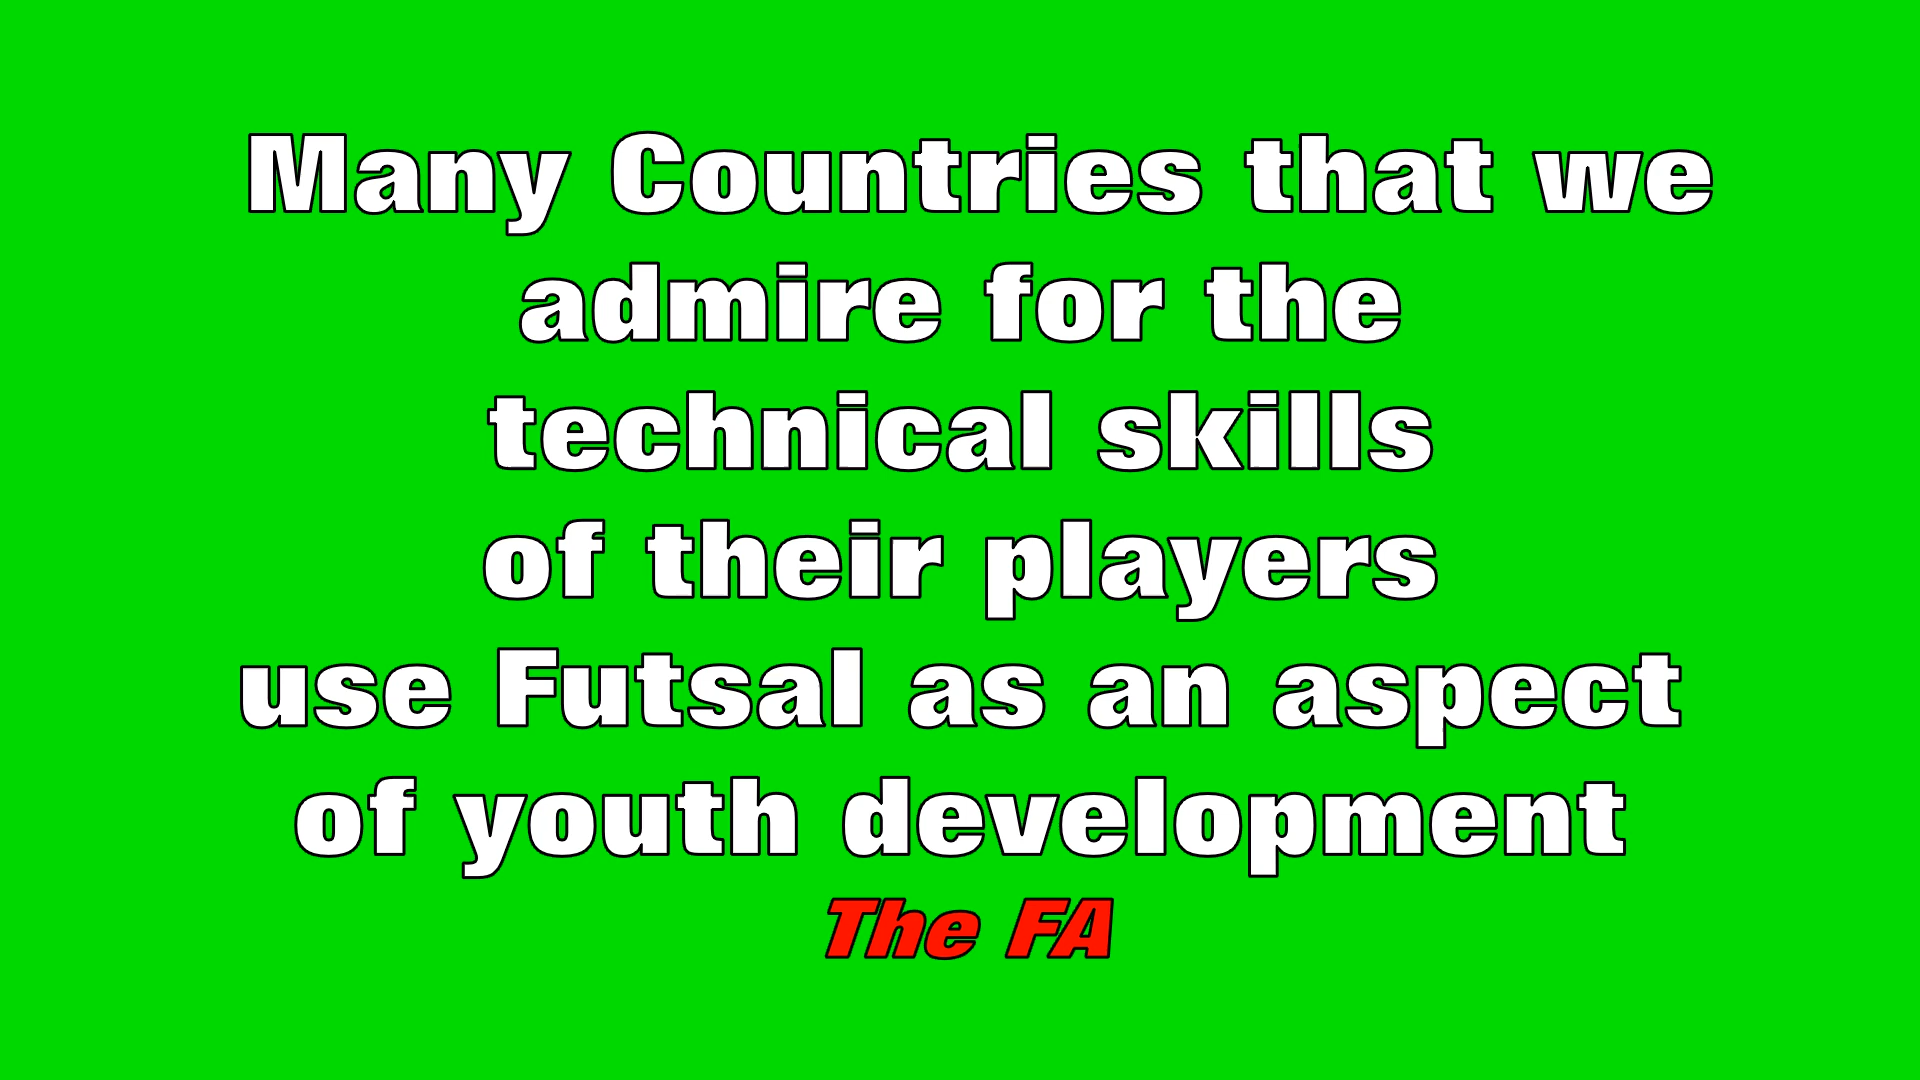 Many Countries that we
admire for the
technical skills
of their players
use Futsal as an aspect
of youth development
The FA